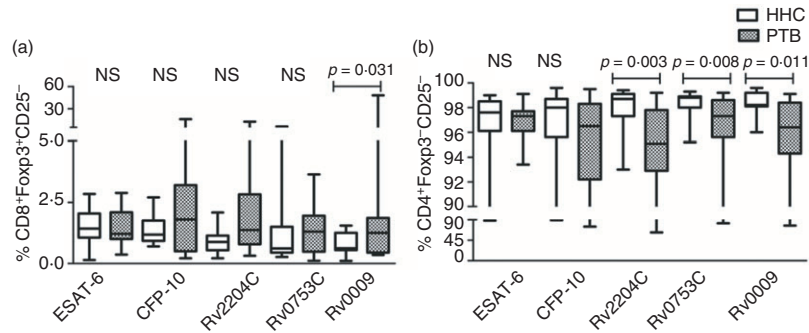 HHC
PTB
(a)
NS NS NS NS p = 0·031
% CD8+Foxp3+CD25−
60
30
5·0
2·5
0·0
ESAT-6 CFP-10 Rv2204C Rv0753C Rv0009
(b)
NS NS p = 0·003 p = 0·008 p = 0·011
% CD4+Foxp3−CD25−
100
98
96
94
92
90
90
45
0
ESAT-6 CFP-10 Rv2204C Rv0753C Rv0009